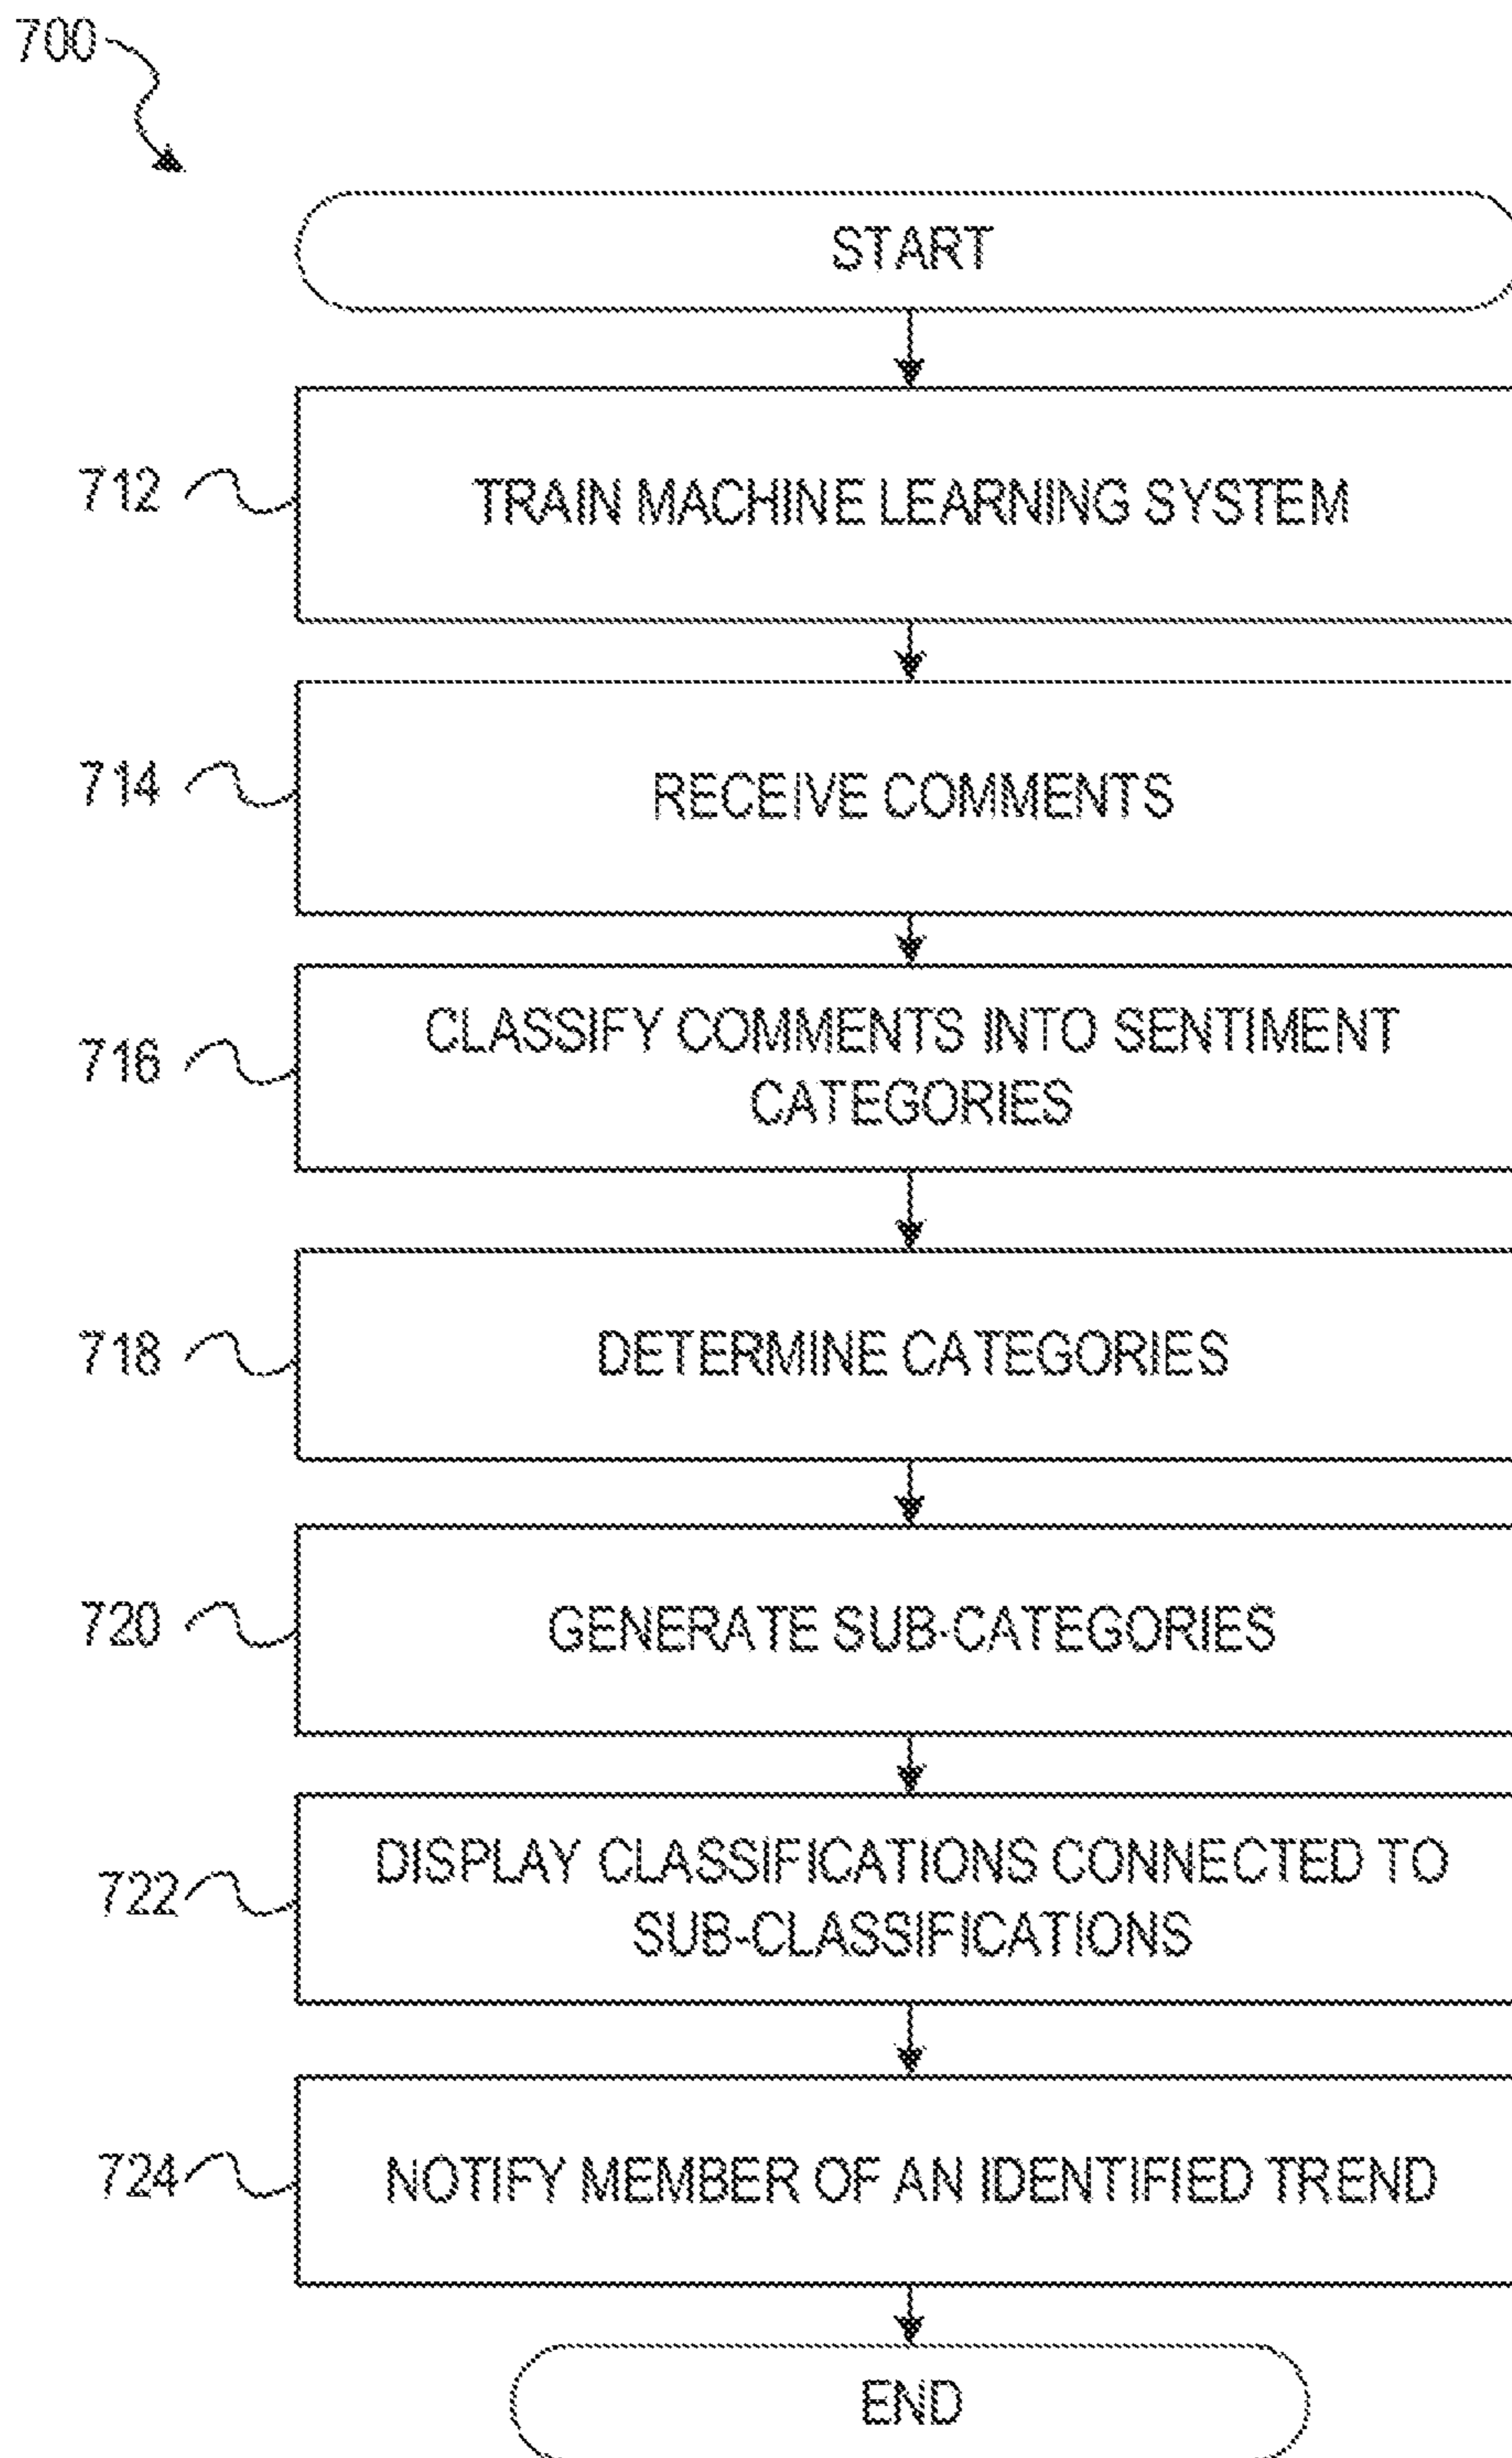 700
START
712
TRAIN MACHINE LEARNING SYSTEM
714
RECEIVE COMMENTS
716
CLASSIFY COMMENTS INTO SENTIMENT
CATEGORIES
718
DETERMINE CATEGORIES
720
GENERATE SUB-CATEGORIES
722
DISPLAY CLASSIFICATIONS CONNECTED TO
SUB-CLASSIFICATIONS
724
NOTIFY MEMBER OF AN IDENTIFIED TREND
END